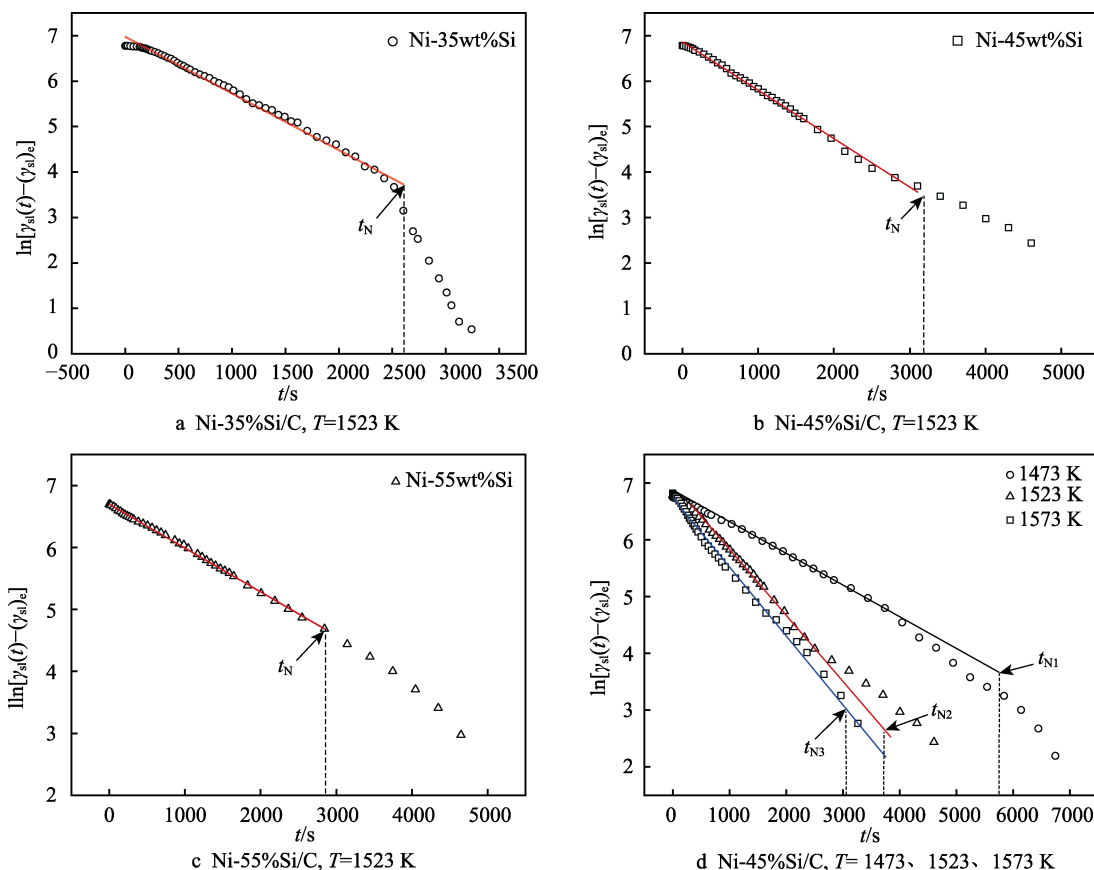 7
6
5
4
3
2
1
0
ln[γsl(t)−(γsl)e]
Ni-35wt%Si
tN
−500 0 500 1000 1500 2000 2500 3000 3500
t/s
a Ni-35%Si/C, T=1523 K
7
6
5
4
3
2
1
0
ln[γsl(t)−(γsl)e]
Ni-45wt%Si
tN
0 1000 2000 3000 4000 5000
t/s
b Ni-45%Si/C, T=1523 K
7
6
5
4
3
2
lln[γsl(t)−(γsl)e]
Ni-55wt%Si
tN
0 1000 2000 3000 4000 5000
t/s
c Ni-55%Si/C, T=1523 K
7
6
5
4
3
2
ln[γsl(t)−(γsl)e]
1473 K
1523 K
1573 K
tN1
tN2
tN3
0 1000 2000 3000 4000 5000 6000 7000
t/s
d Ni-45%Si/C, T= 1473、1523、1573 K